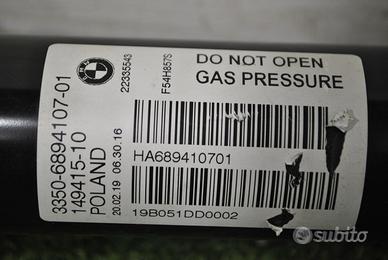 BMW
22335543
F54H857S
3350-6894107-01
149415-10
POLAND
20.02.19 06.30.16
DO NOT OPEN
GAS PRESSURE
HA689410701
19B051DD0002
subito